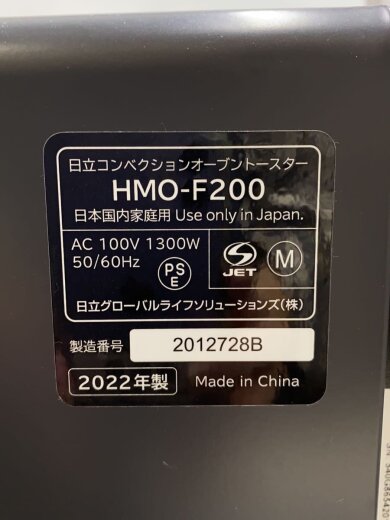 日立コンベクションオーブントースター
HMO-F200
日本国内家庭用 Use only in Japan.
AC 100V 1300W
50/60Hz
PS
E
S
JET
M
日立グローバルライフソリューションズ(株)
製造番号 2012728B
2022年製 Made in China